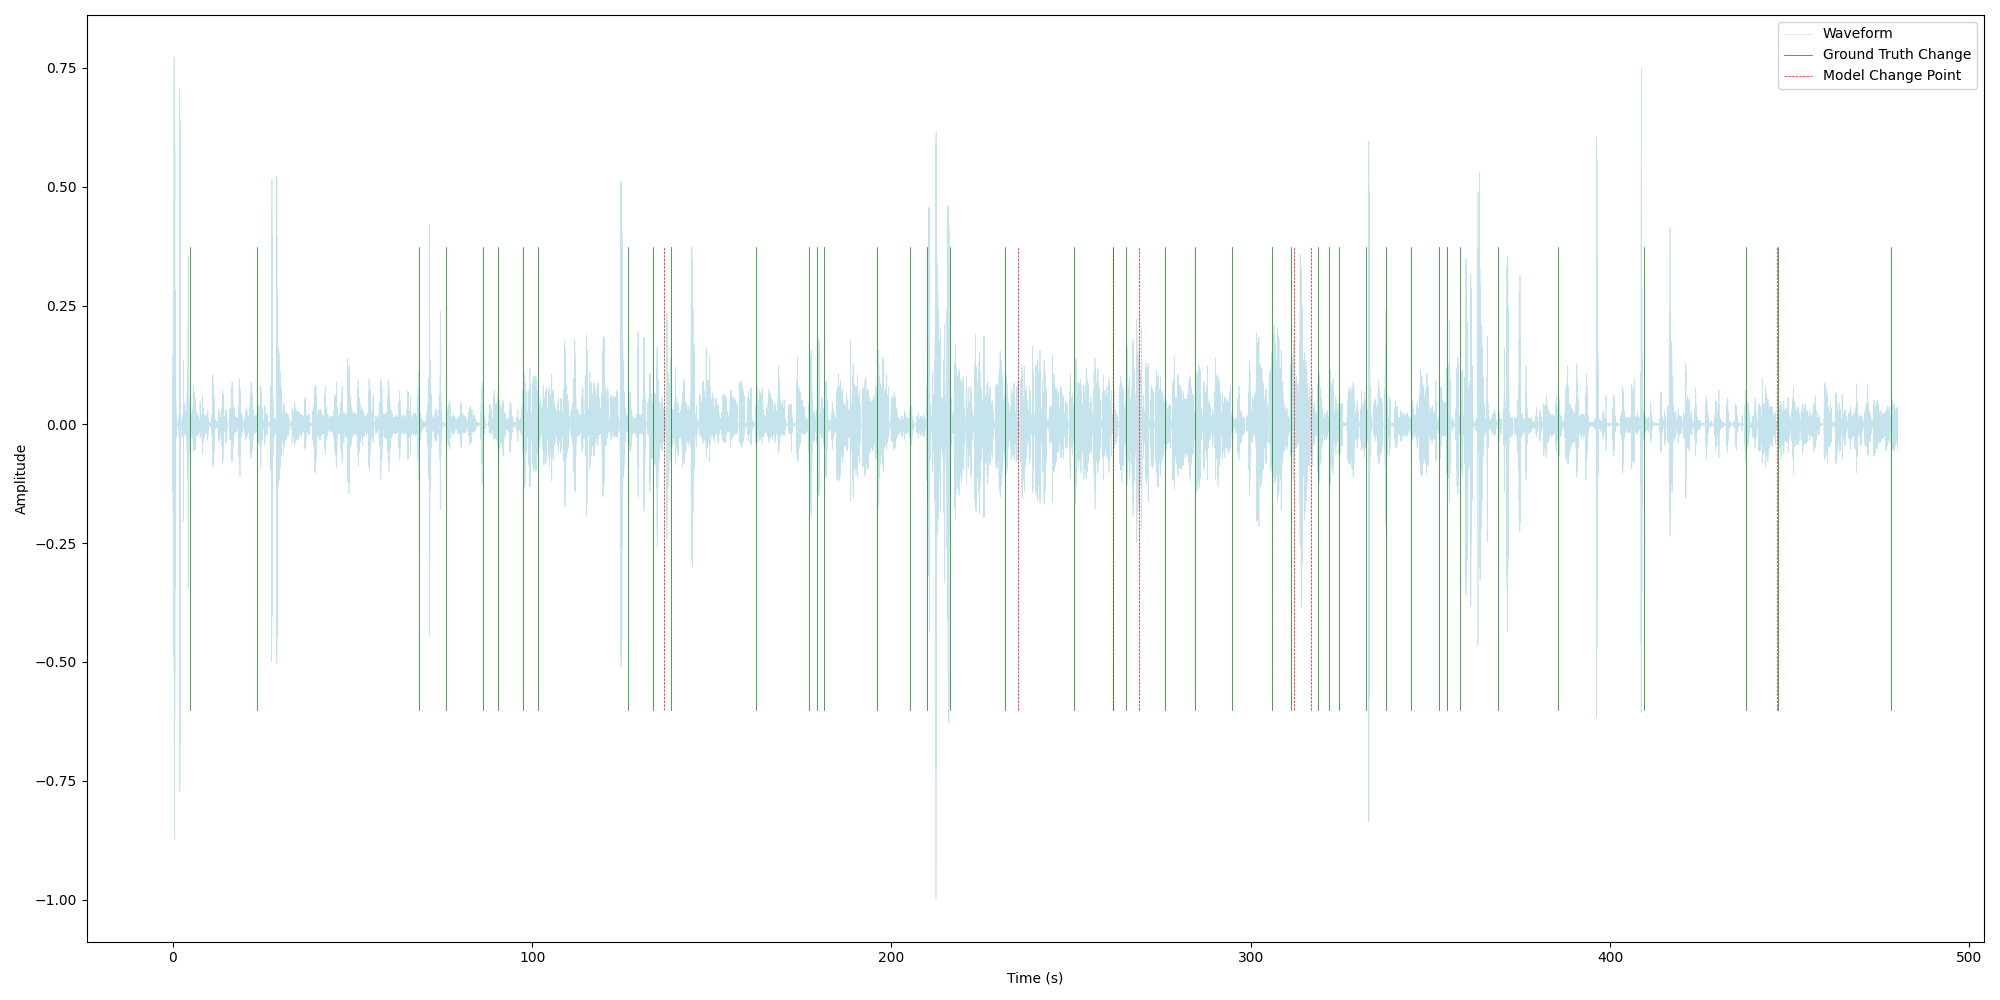 Waveform
Ground Truth Change
Model Change Point
0.75
0.50
0.25
0.00
−0.25
−0.50
−0.75
−1.00
Amplitude
0
100
200
300
400
500
Time (s)